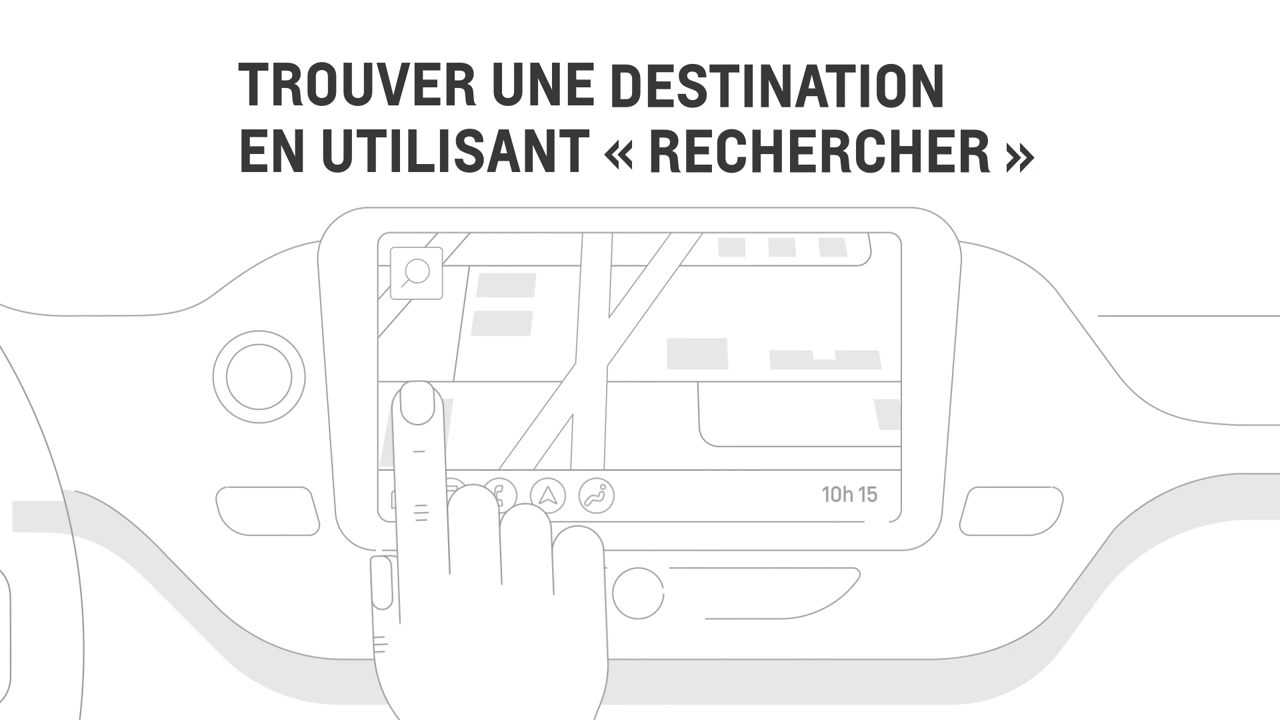 TROUVER UNE DESTINATION
EN UTILISANT « RECHERCHER »
10h 15